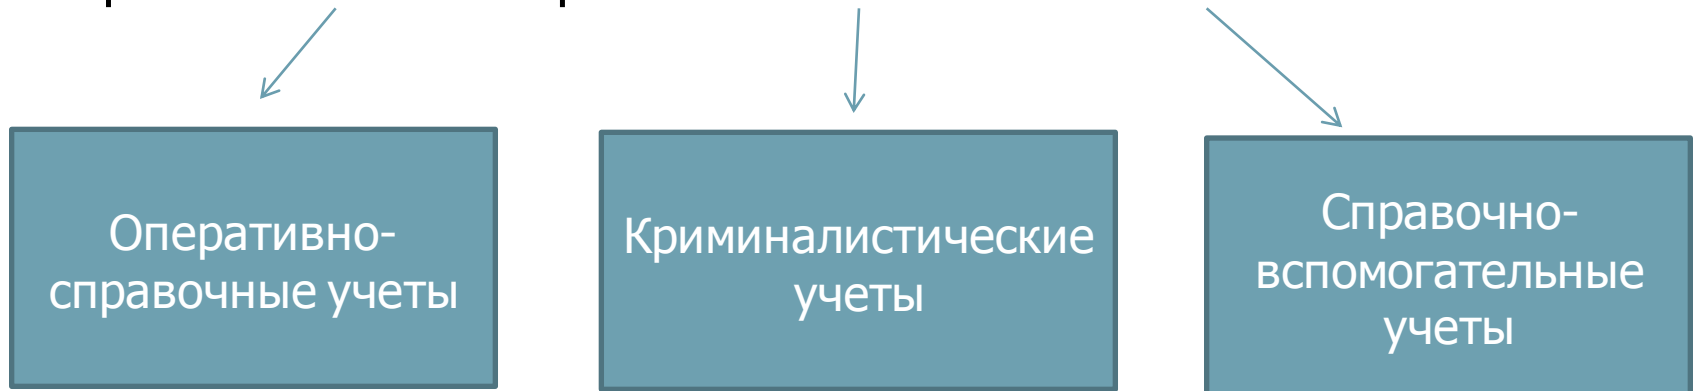 Оперативно-
справочные учеты
Криминалистические
учеты
Справочно-
вспомогательные
учеты